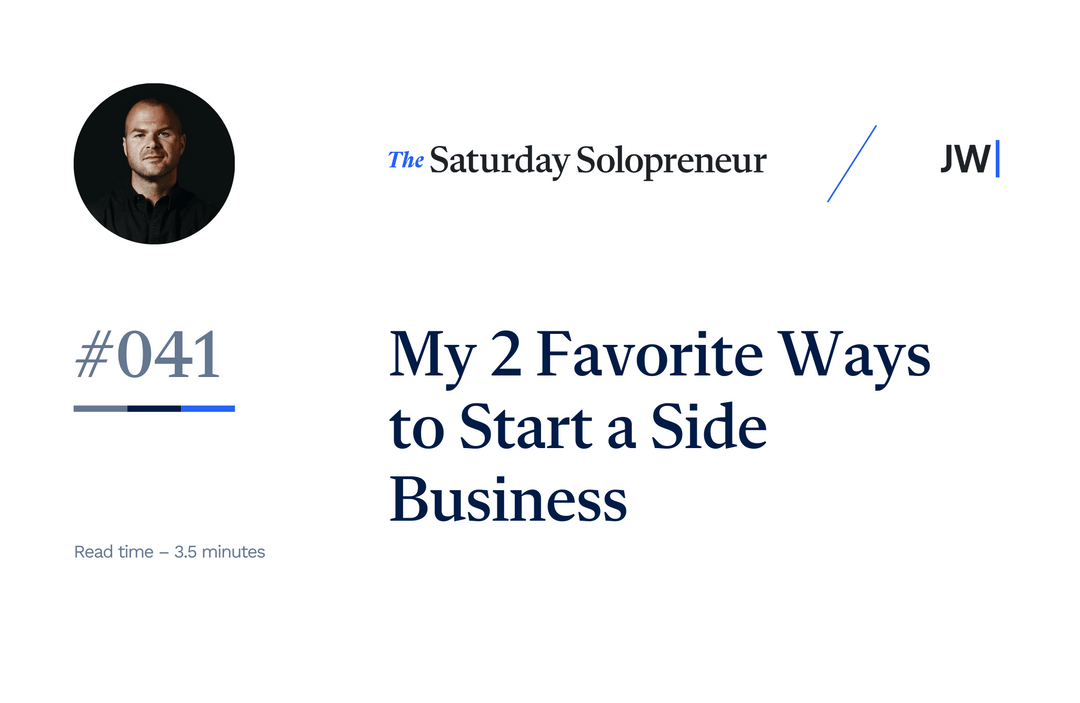 The Saturday Solopreneur
JW
#041
My 2 Favorite Ways
to Start a Side
Business
Read time – 3.5 minutes